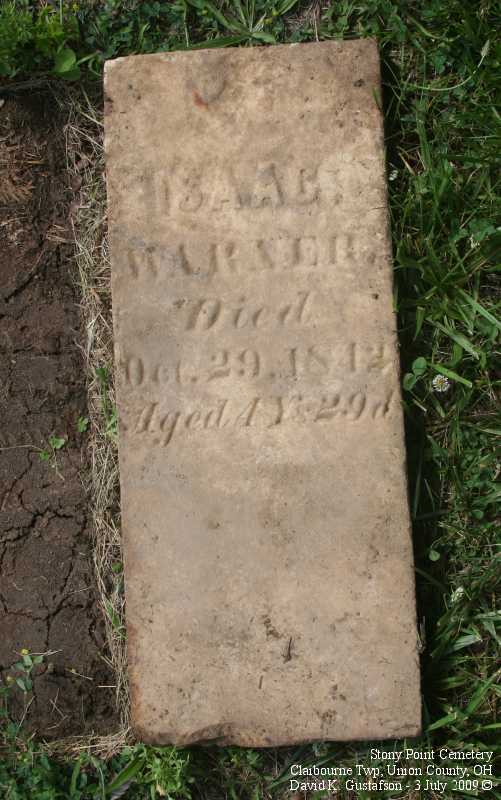 ISAAC
WARNER
Died
Oct. 29, 1842
Aged 4 Ys. 29 d
Stony Point Cemetery
Claibourne Twp, Union County, OH
David K. Gustafson - 3 July 2009 ©